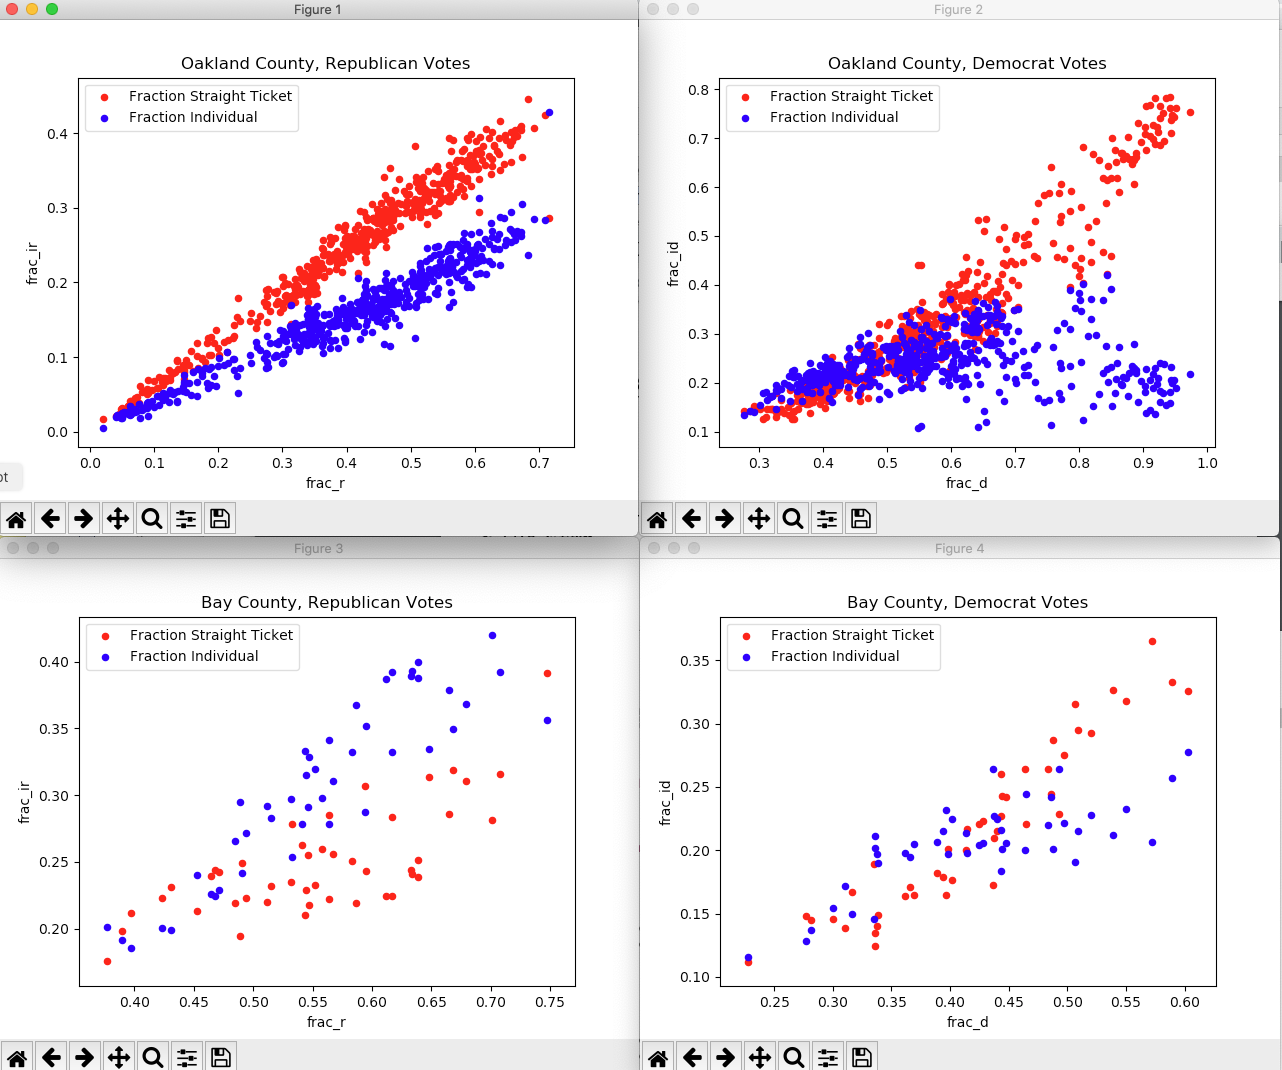 Figure 1
Oakland County, Republican Votes
Fraction Straight Ticket
Fraction Individual
frac_ir
0.4
0.3
0.2
0.1
0.0
0.0 0.1 0.2 0.3 0.4 0.5 0.6 0.7
frac_r
Figure 2
Oakland County, Democrat Votes
Fraction Straight Ticket
Fraction Individual
frac_id
0.8
0.7
0.6
0.5
0.4
0.3
0.2
0.1
0.3 0.4 0.5 0.6 0.7 0.8 0.9 1.0
frac_d
Figure 3
Bay County, Republican Votes
Fraction Straight Ticket
Fraction Individual
frac_ir
0.40
0.35
0.30
0.25
0.20
0.40 0.45 0.50 0.55 0.60 0.65 0.70 0.75
frac_r
Figure 4
Bay County, Democrat Votes
Fraction Straight Ticket
Fraction Individual
frac_id
0.35
0.30
0.25
0.20
0.15
0.10
0.25 0.30 0.35 0.40 0.45 0.50 0.55 0.60
frac_d